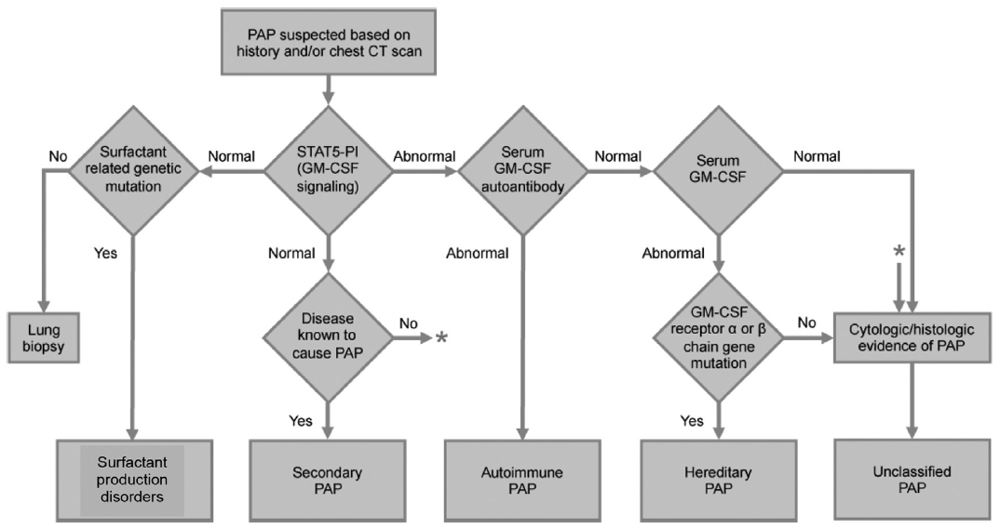 PAP suspected based on
history and/or chest CT scan
No
Surfactant
related genetic
mutation
Normal
STAT5-PI
(GM-CSF
signaling)
Abnormal
Serum
GM-CSF
autoantibody
Normal
Serum
GM-CSF
Normal
Yes
Normal
Abnormal
Abnormal
*
Lung
biopsy
Disease
known to
cause PAP
No
*
GM-CSF
receptor α or β
chain gene
mutation
No
Cytologic/histologic
evidence of PAP
Yes
Yes
Surfactant
production
disorders
Secondary
PAP
Autoimmune
PAP
Hereditary
PAP
Unclassified
PAP